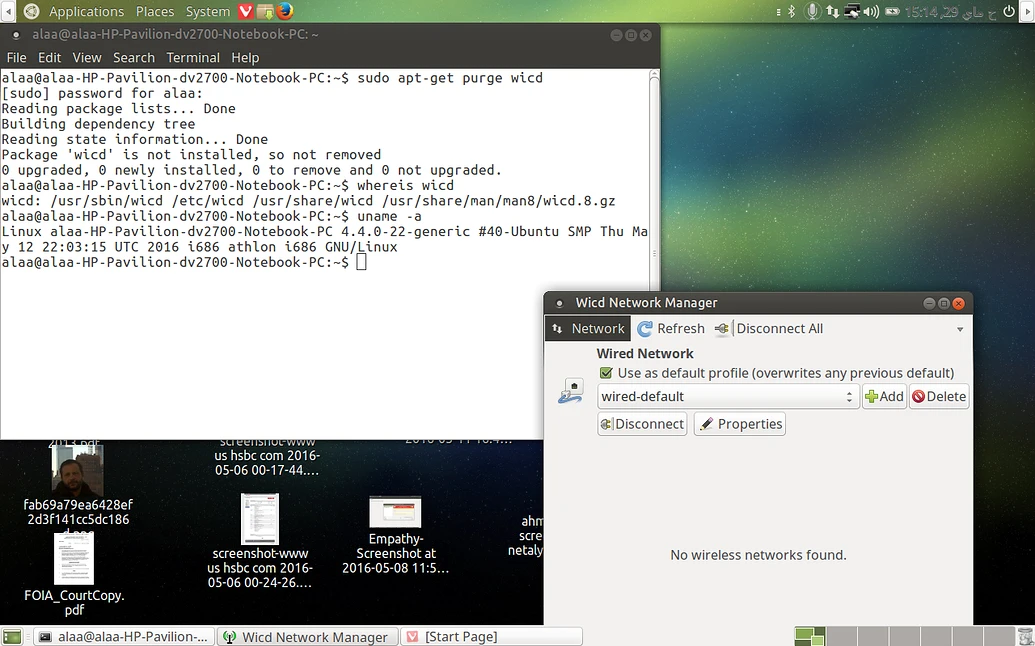 Applications Places System
15:14 ,29 ماي ح
alaa@alaa-HP-Pavilion-dv2700-Notebook-PC: ~
File Edit View Search Terminal Help
alaa@alaa-HP-Pavilion-dv2700-Notebook-PC:~$ sudo apt-get purge wicd
[sudo] password for alaa:
Reading package lists... Done
Building dependency tree
Reading state information... Done
Package 'wicd' is not installed, so not removed
0 upgraded, 0 newly installed, 0 to remove and 0 not upgraded.
alaa@alaa-HP-Pavilion-dv2700-Notebook-PC:~$ whereis wicd
wicd: /usr/sbin/wicd /etc/wicd /usr/share/wicd /usr/share/man/man8/wicd.8.gz
alaa@alaa-HP-Pavilion-dv2700-Notebook-PC:~$ uname -a
Linux alaa-HP-Pavilion-dv2700-Notebook-PC 4.4.0-22-generic #40-Ubuntu SMP Thu Ma
y 12 22:03:15 UTC 2016 i686 athlon i686 GNU/Linux
alaa@alaa-HP-Pavilion-dv2700-Notebook-PC:~$
Wicd Network Manager
Network Refresh Disconnect All
Wired Network
Use as default profile (overwrites any previous default)
wired-default
Add Delete
Disconnect Properties
No wireless networks found.
2013.pdf
screenshot-www
us hsbc com 2016-
05-06 00-17-44....
fab69a79ea6428ef
2d3f141cc5dc186
screenshot-www
us hsbc com 2016-
05-06 00-24-26....
Empathy-
Screenshot at
2016-05-08 11:5...
ahm
scre
netaly
FOIA_CourtCopy.
pdf
alaa@alaa-HP-Pavilion-...
Wicd Network Manager
[Start Page]